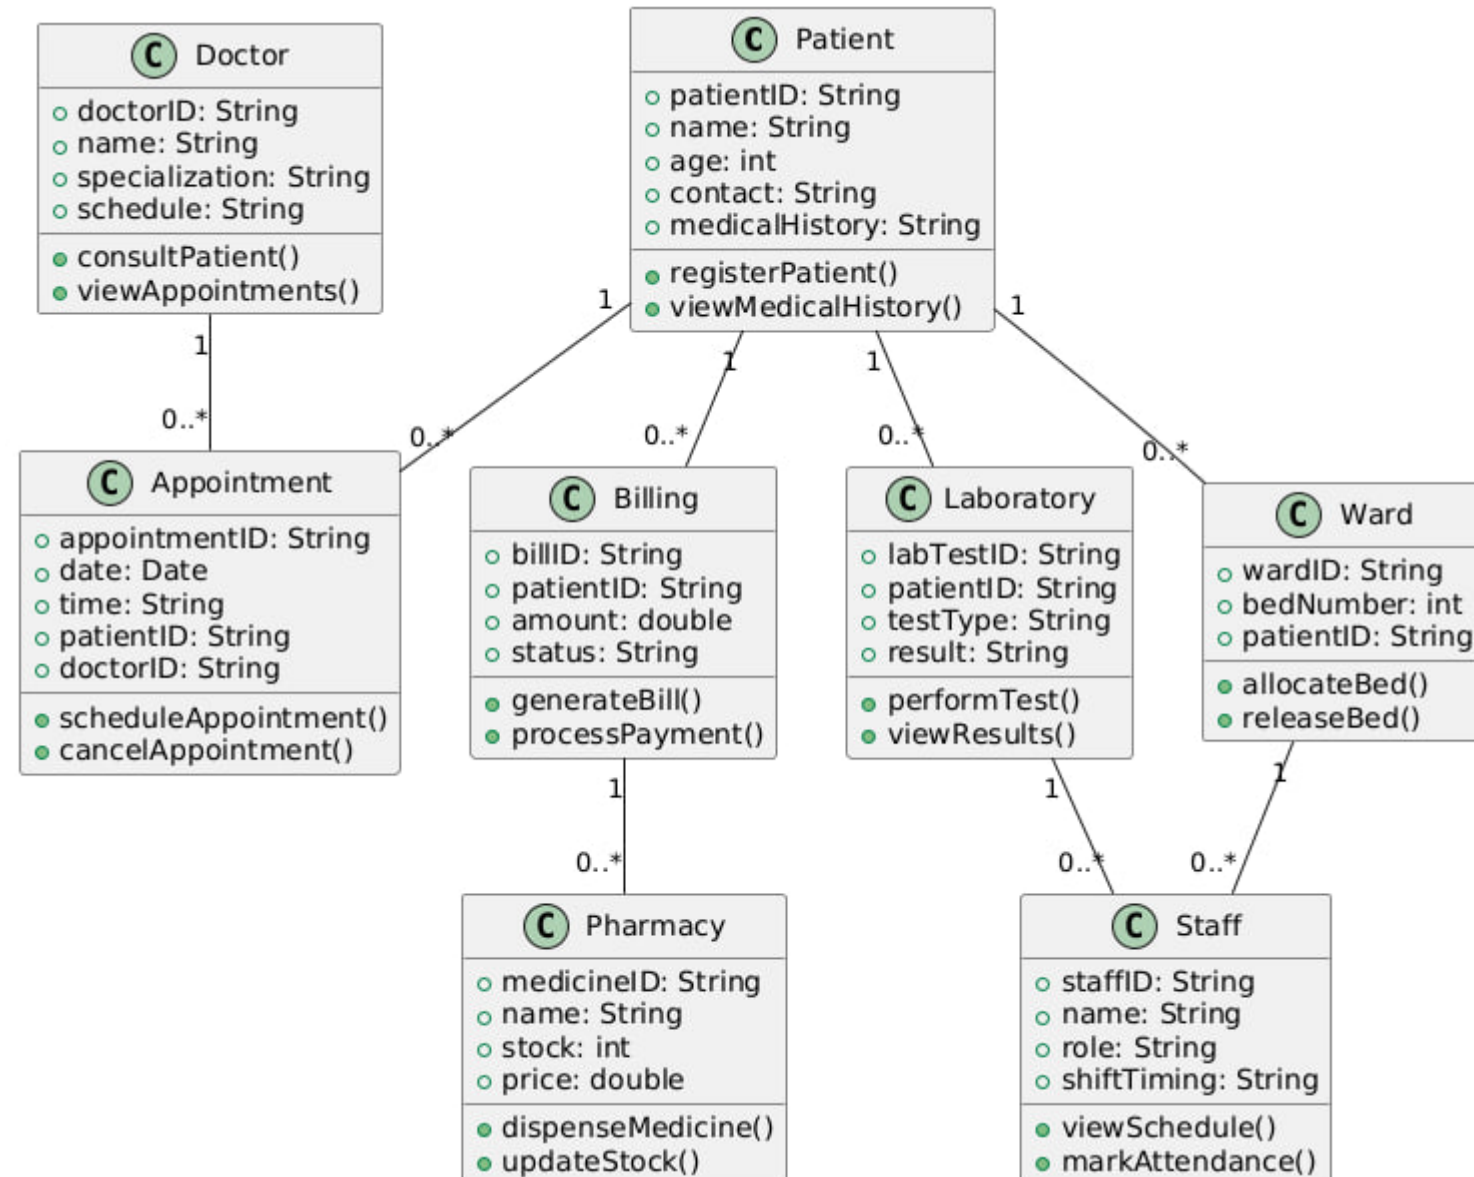 C Doctor
doctorID: String
name: String
specialization: String
schedule: String
consultPatient()
viewAppointments()
C Patient
patientID: String
name: String
age: int
contact: String
medicalHistory: String
registerPatient()
viewMedicalHistory()
1
0..*
1
0..*
1
0..*
1
0..*
1
0..*
C Appointment
appointmentID: String
date: Date
time: String
patientID: String
doctorID: String
scheduleAppointment()
cancelAppointment()
C Billing
billID: String
patientID: String
amount: double
status: String
generateBill()
processPayment()
C Laboratory
labTestID: String
patientID: String
testType: String
result: String
performTest()
viewResults()
C Ward
wardID: String
bedNumber: int
patientID: String
allocateBed()
releaseBed()
1
0..*
1
0..*
1
0..*
C Pharmacy
medicineID: String
name: String
stock: int
price: double
dispenseMedicine()
updateStock()
C Staff
staffID: String
name: String
role: String
shiftTiming: String
viewSchedule()
markAttendance()